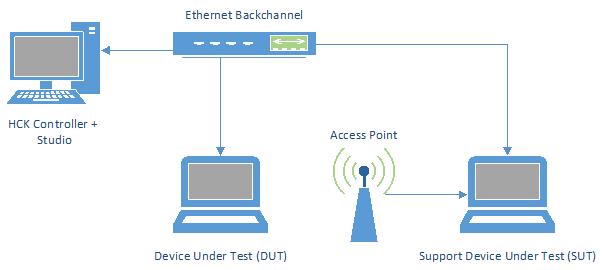 Ethernet Backchannel
HCK Controller +
Studio
Access Point
Device Under Test (DUT)
Support Device Under Test (SUT)